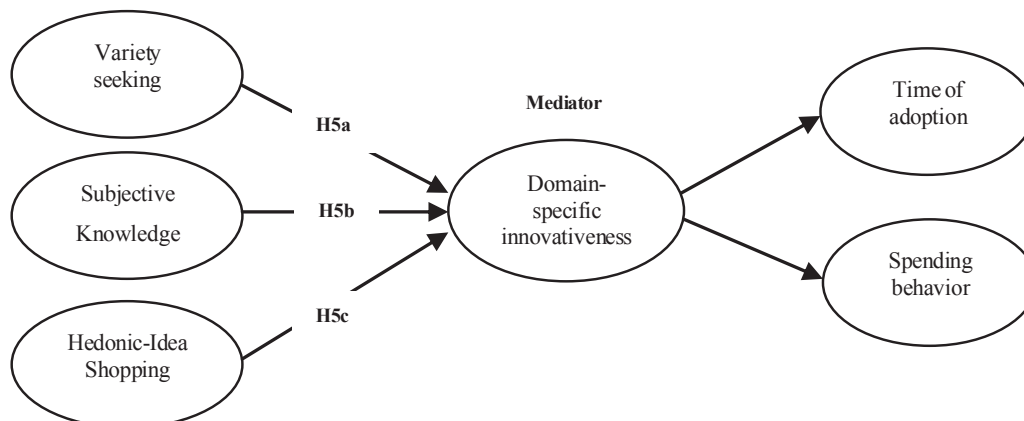 Variety
seeking
H5a
Subjective
Knowledge
H5b
Hedonic-Idea
Shopping
H5c
Mediator
Domain-
specific
innovativeness
Time of
adoption
Spending
behavior